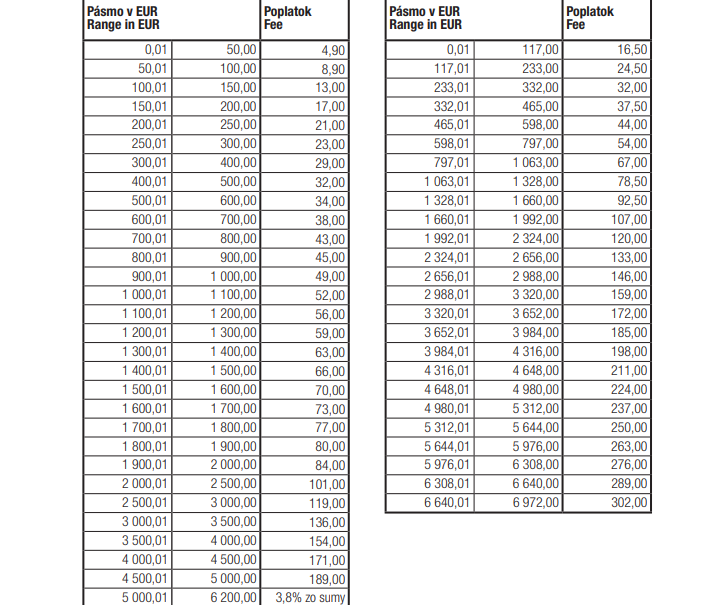 Pásmo v EUR Poplatok
Range in EUR Fee
0,01 50,00 4,90
50,01 100,00 8,90
100,01 150,00 13,00
150,01 200,00 17,00
200,01 250,00 21,00
250,01 300,00 23,00
300,01 400,00 29,00
400,01 500,00 32,00
500,01 600,00 34,00
600,01 700,00 38,00
700,01 800,00 43,00
800,01 900,00 45,00
900,01 1 000,00 49,00
1 000,01 1 100,00 52,00
1 100,01 1 200,00 56,00
1 200,01 1 300,00 59,00
1 300,01 1 400,00 63,00
1 400,01 1 500,00 66,00
1 500,01 1 600,00 70,00
1 600,01 1 700,00 73,00
1 700,01 1 800,00 77,00
1 800,01 1 900,00 80,00
1 900,01 2 000,00 84,00
2 000,01 2 500,00 101,00
2 500,01 3 000,00 119,00
3 000,01 3 500,00 136,00
3 500,01 4 000,00 154,00
4 000,01 4 500,00 171,00
4 500,01 5 000,00 189,00
5 000,01 6 200,00 3,8% zo sumy
Pásmo v EUR Poplatok
Range in EUR Fee
0,01 117,00 16,50
117,01 233,00 24,50
233,01 332,00 32,00
332,01 465,00 37,50
465,01 598,00 44,00
598,01 797,00 54,00
797,01 1 063,00 67,00
1 063,01 1 328,00 78,50
1 328,01 1 660,00 92,50
1 660,01 1 992,00 107,00
1 992,01 2 324,00 120,00
2 324,01 2 656,00 133,00
2 656,01 2 988,00 146,00
2 988,01 3 320,00 159,00
3 320,01 3 652,00 172,00
3 652,01 3 984,00 185,00
3 984,01 4 316,00 198,00
4 316,01 4 648,00 211,00
4 648,01 4 980,00 224,00
4 980,01 5 312,00 237,00
5 312,01 5 644,00 250,00
5 644,01 5 976,00 263,00
5 976,01 6 308,00 276,00
6 308,01 6 640,00 289,00
6 640,01 6 972,00 302,00